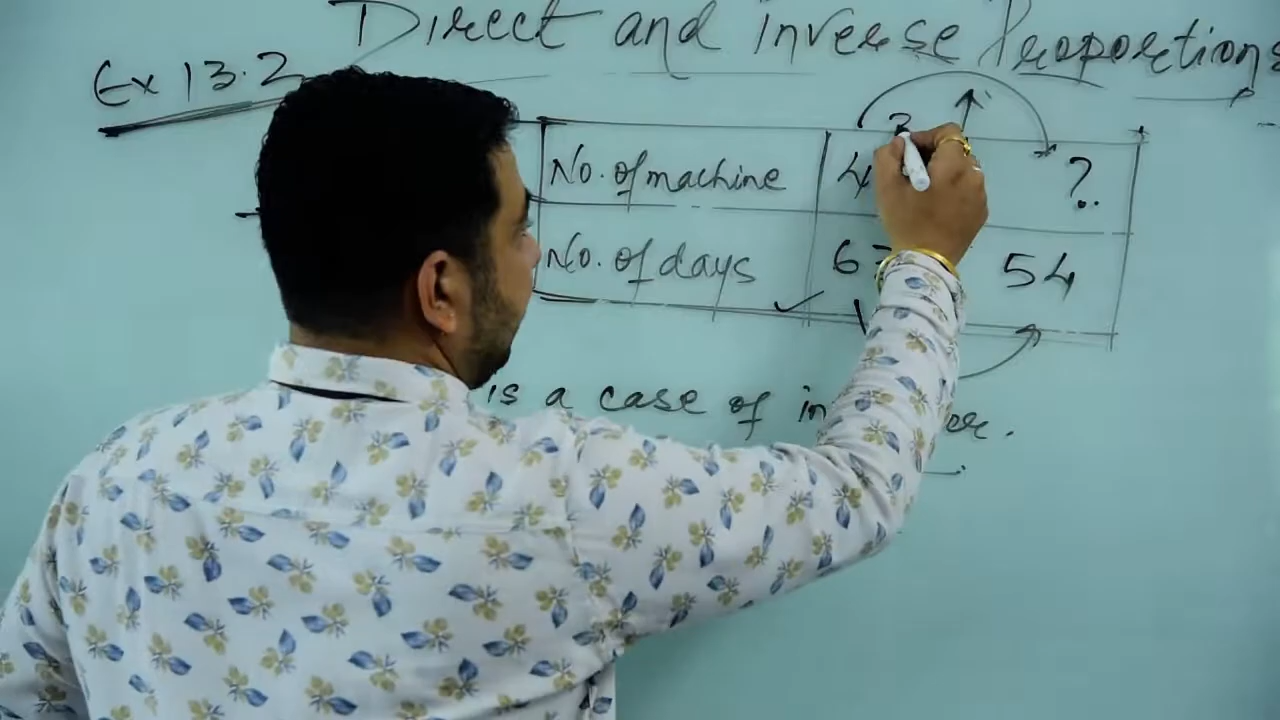 Direct and inverse Proportions
Ex 13.2
No. of machine 4 ?
No. of days 63 54
is a case of in